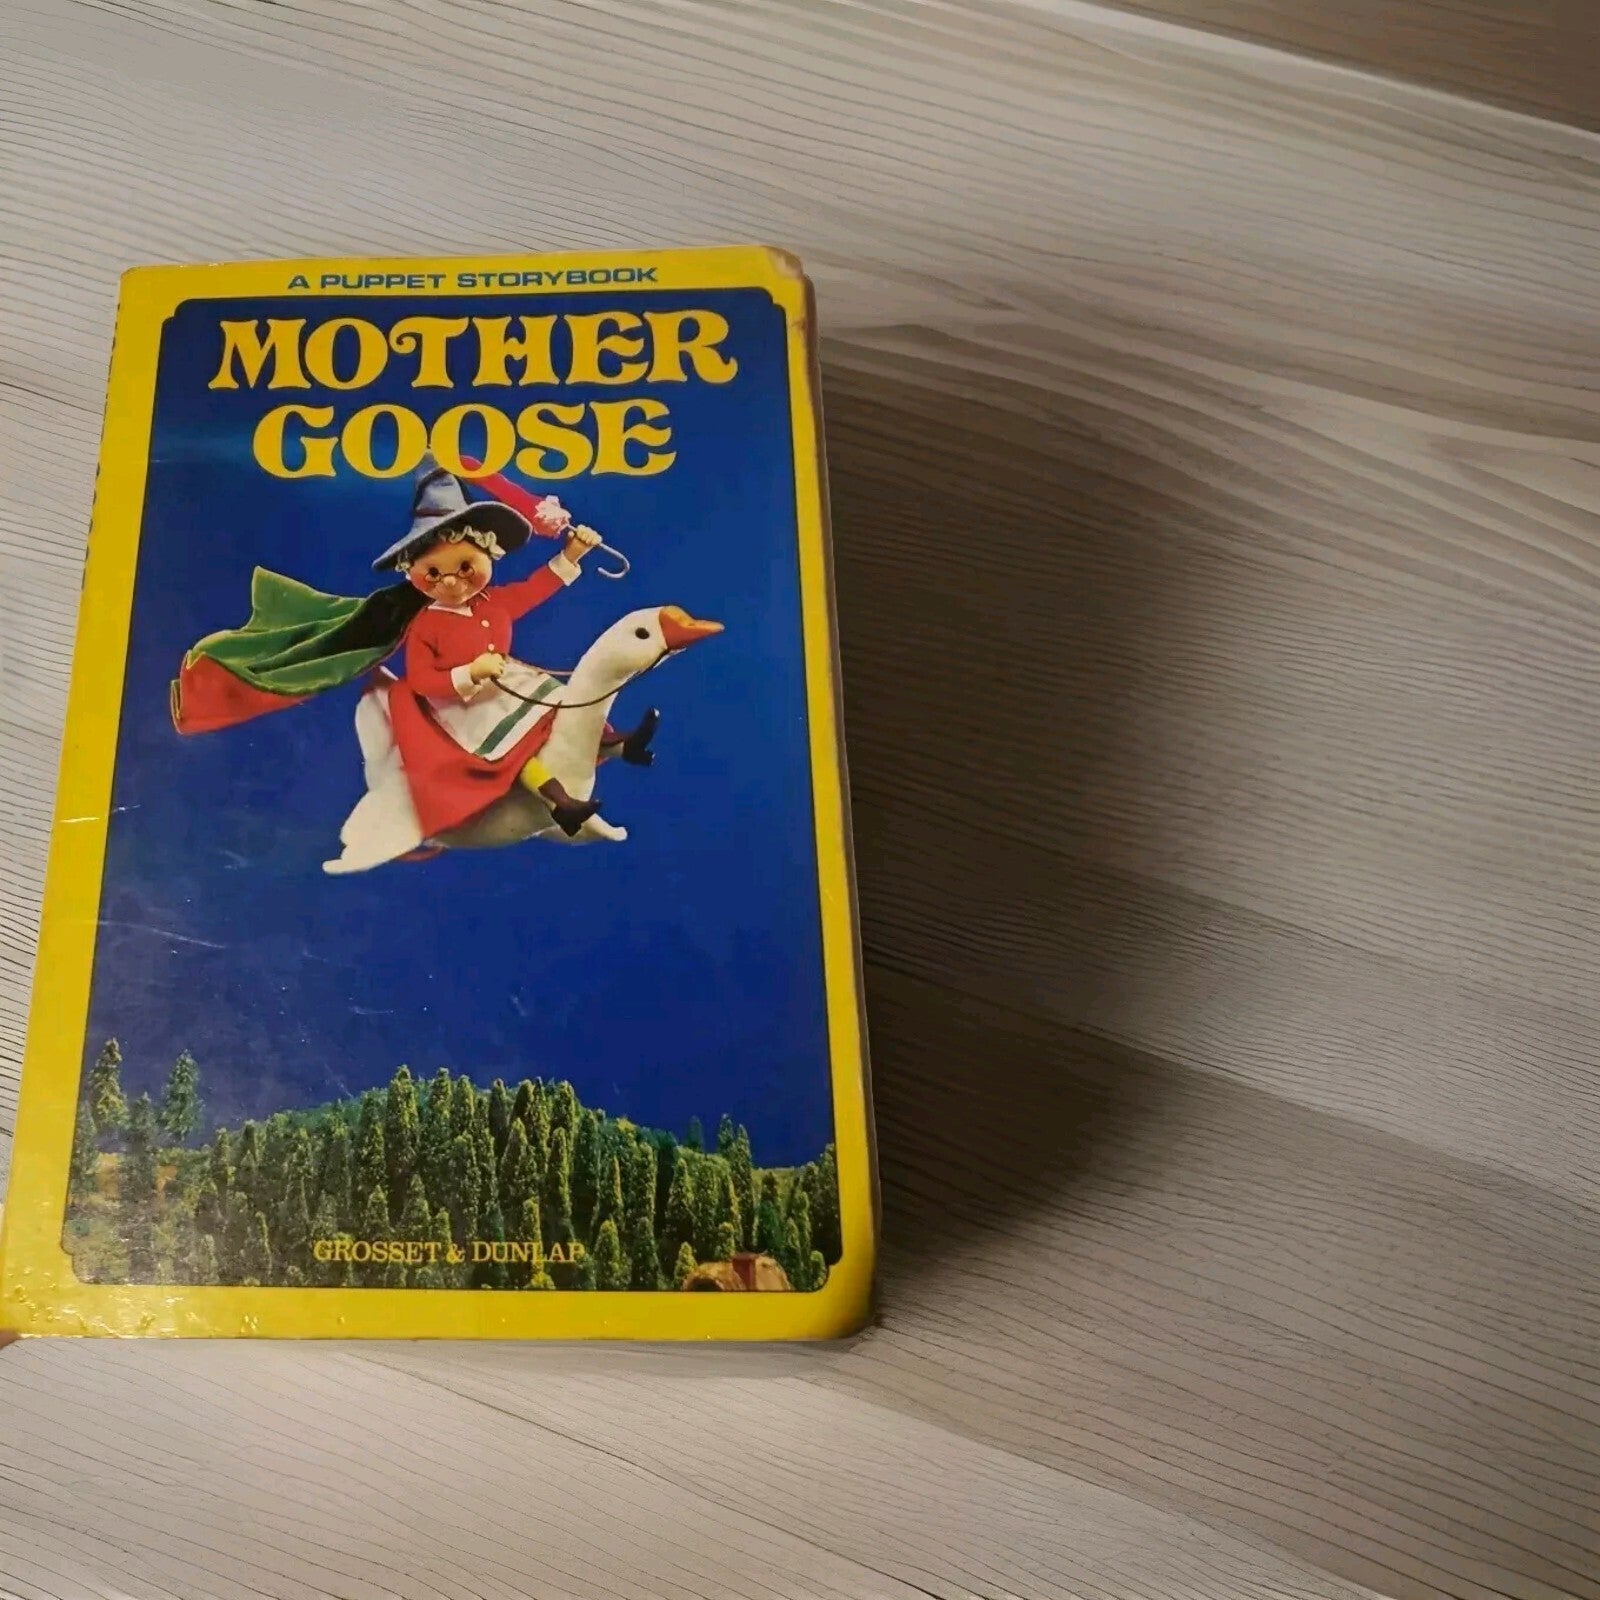 A PUPPET STORYBOOK
MOTHER
GOOSE
GROSSET & DUNLAP